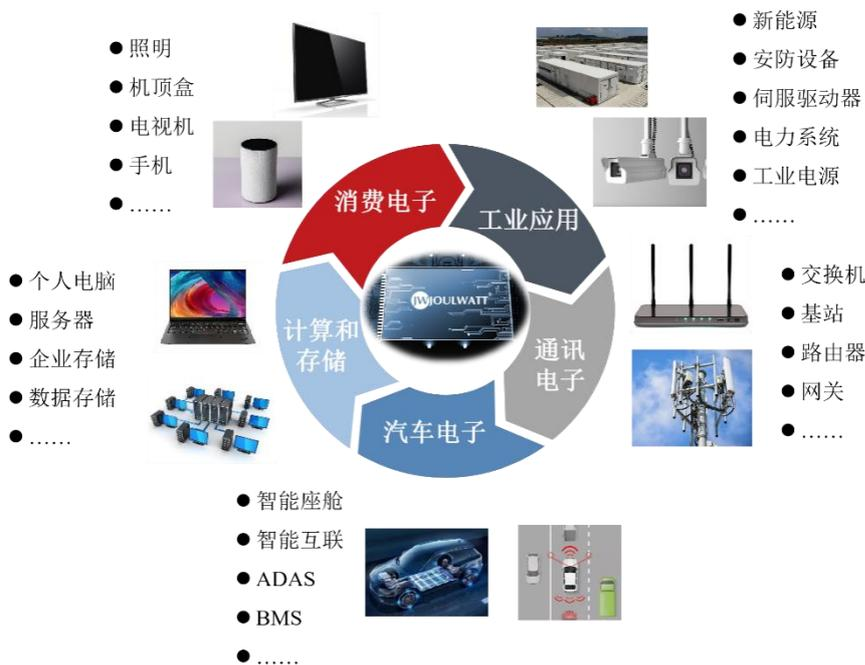 ● 照明
● 机顶盒
● 电视机
● 手机
● ……
● 新能源
● 安防设备
● 伺服驱动器
● 电力系统
● 工业电源
● ……
消费电子
工业应用
● 个人电脑
● 服务器
● 企业存储
● 数据存储
● ……
计算和
存储
JWJOULWATT
通讯
电子
● 交换机
● 基站
● 路由器
● 网关
● ……
汽车电子
● 智能座舱
● 智能互联
● ADAS
● BMS
● ……